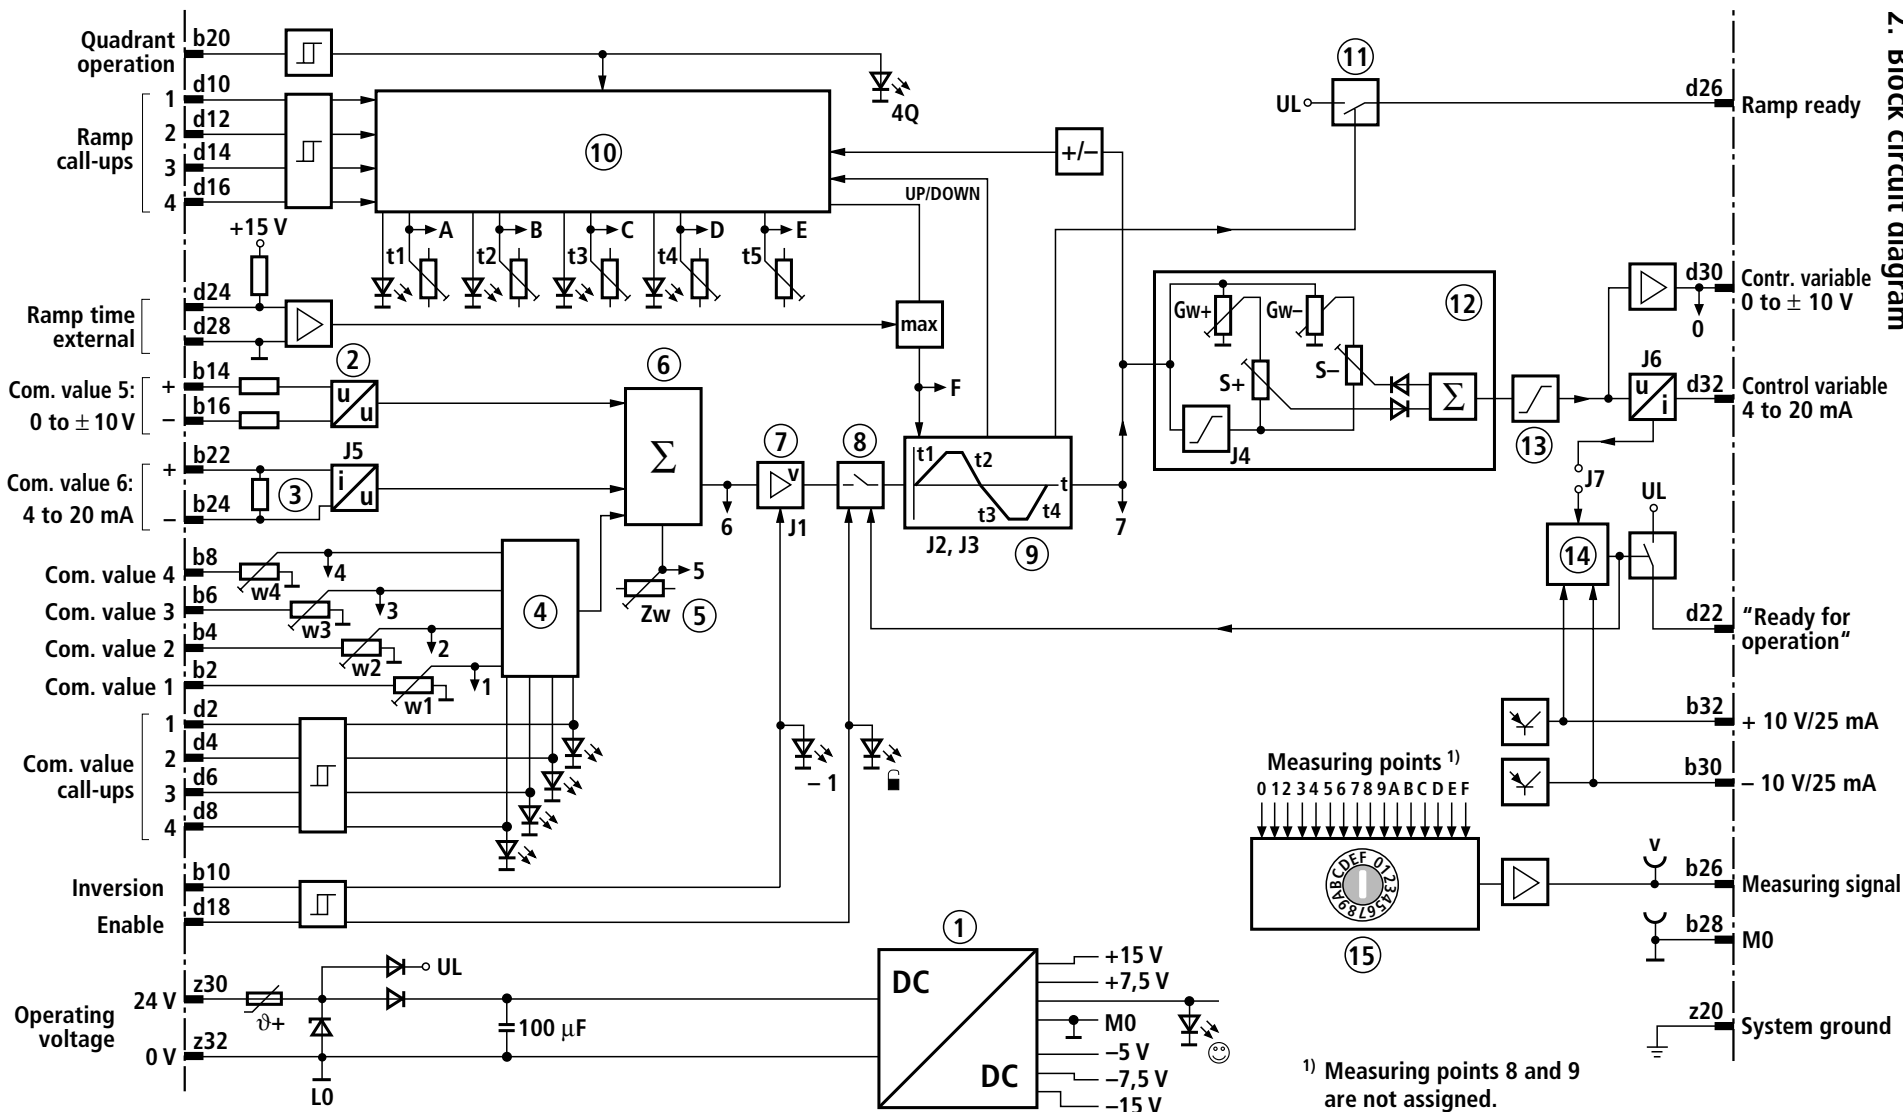 2. Block circuit diagram
Quadrant
operation
b20
4Q
Ramp
call-ups
1
d10
2
d12
3
d14
4
d16
10
+/−
UP/DOWN
11
UL
d26
Ramp ready
+15 V
t1
A
t2
B
t3
C
t4
D
t5
E
Ramp time
external
d24
d28
max
F
12
Gw+
Gw−
S+
S−
Σ
J4
13
d30
Contr. variable
0 to ± 10 V
0
J6
u
i
d32
Control variable
4 to 20 mA
J7
Com. value 5:
0 to ± 10 V
+
b14
−
b16
2
u
u
Com. value 6:
4 to 20 mA
+
b22
−
b24
3
J5
i
u
6
Σ
6
7
v
J1
8
t1
t2
t3
t4
t
J2, J3
9
7
5
Zw
5
Com. value 4
b8
w4
4
Com. value 3
b6
w3
3
Com. value 2
b4
w2
2
Com. value 1
b2
w1
1
4
UL
14
d22
"Ready for
operation“
b32
+ 10 V/25 mA
b30
− 10 V/25 mA
Com. value
call-ups
1
d2
2
d4
3
d6
4
d8
− 1
Inversion
b10
Enable
d18
Measuring points 1)
0 1 2 3 4 5 6 7 8 9 A B C D E F
0123456789ABCDEF
15
v
b26
Measuring signal
b28
M0
z20
System ground
Operating
voltage
24 V
z30
ϑ+
UL
0 V
z32
L0
100 µF
1
DC
DC
+15 V
+7,5 V
M0
−5 V
−7,5 V
−15 V
1) Measuring points 8 and 9
are not assigned.